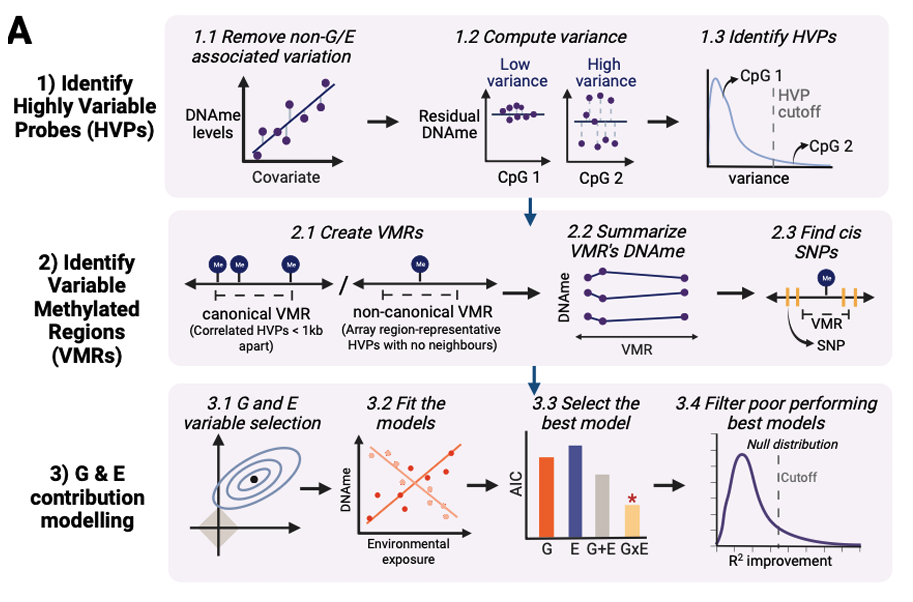 A
1) Identify
Highly Variable
Probes (HVPs)
1.1 Remove non-G/E
associated variation
DNAme
levels
Covariate
1.2 Compute variance
Low
variance
High
variance
Residual
DNAme
CpG 1
CpG 2
1.3 Identify HVPs
CpG 1
HVP
cutoff
CpG 2
variance
2) Identify
Variable
Methylated
Regions
(VMRs)
2.1 Create VMRs
Me
Me
Me
/
Me
canonical VMR
(Correlated HVPs < 1kb
apart)
non-canonical VMR
(Array region-representative
HVPs with no neighbours)
2.2 Summarize
VMR's DNAme
DNAme
VMR
2.3 Find cis
SNPs
Me
VMR
SNP
3) G & E
contribution
modelling
3.1 G and E
variable selection
3.2 Fit the
models
DNAme
Environmental
exposure
3.3 Select the
best model
AIC
*
G E G+E GxE
3.4 Filter poor performing
best models
Null distribution
Cutoff
R² improvement